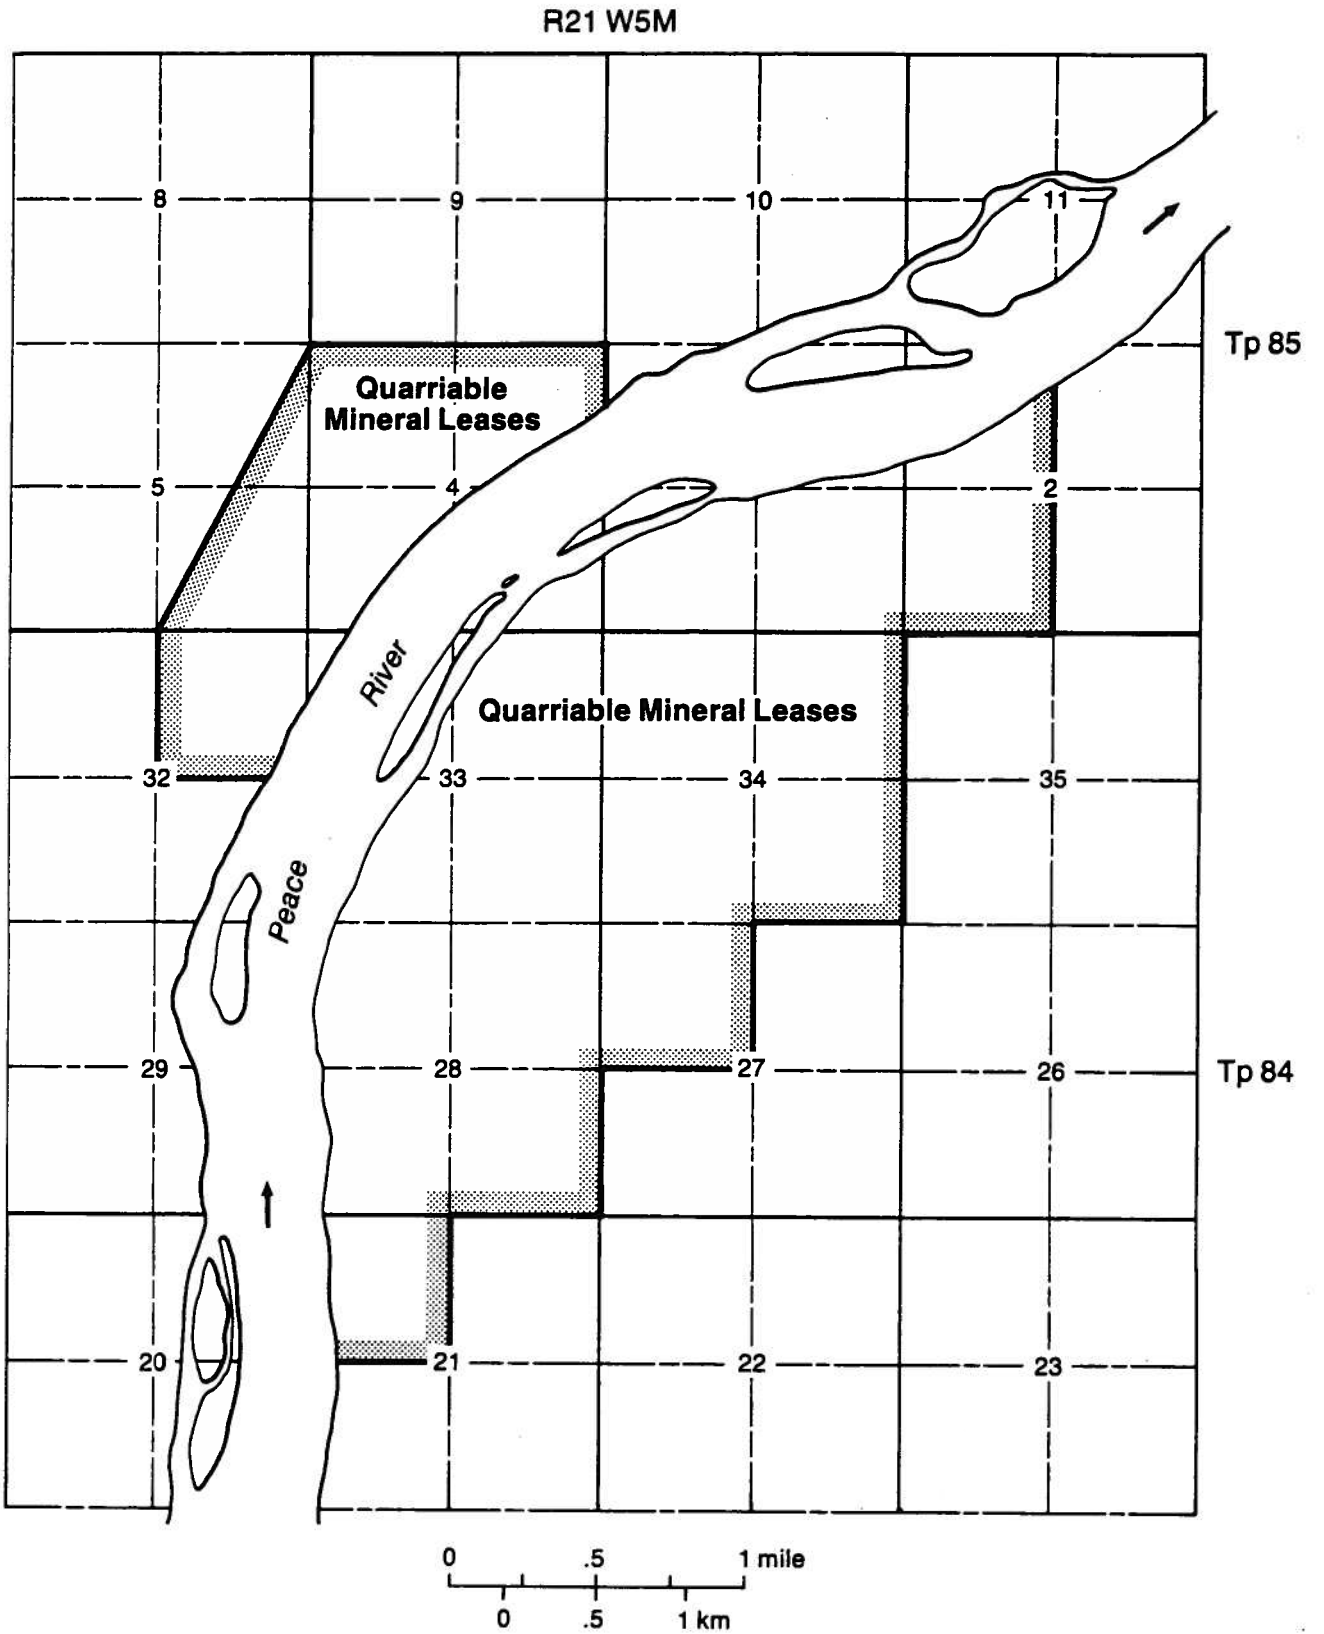 R21 W5M
8
9
10
11
Tp 85
Quarriable
Mineral Leases
5
4
2
River
Quarriable Mineral Leases
32
33
34
35
Peace
29
28
27
26
Tp 84
20
21
22
23
0 .5 1 mile
0 .5 1 km